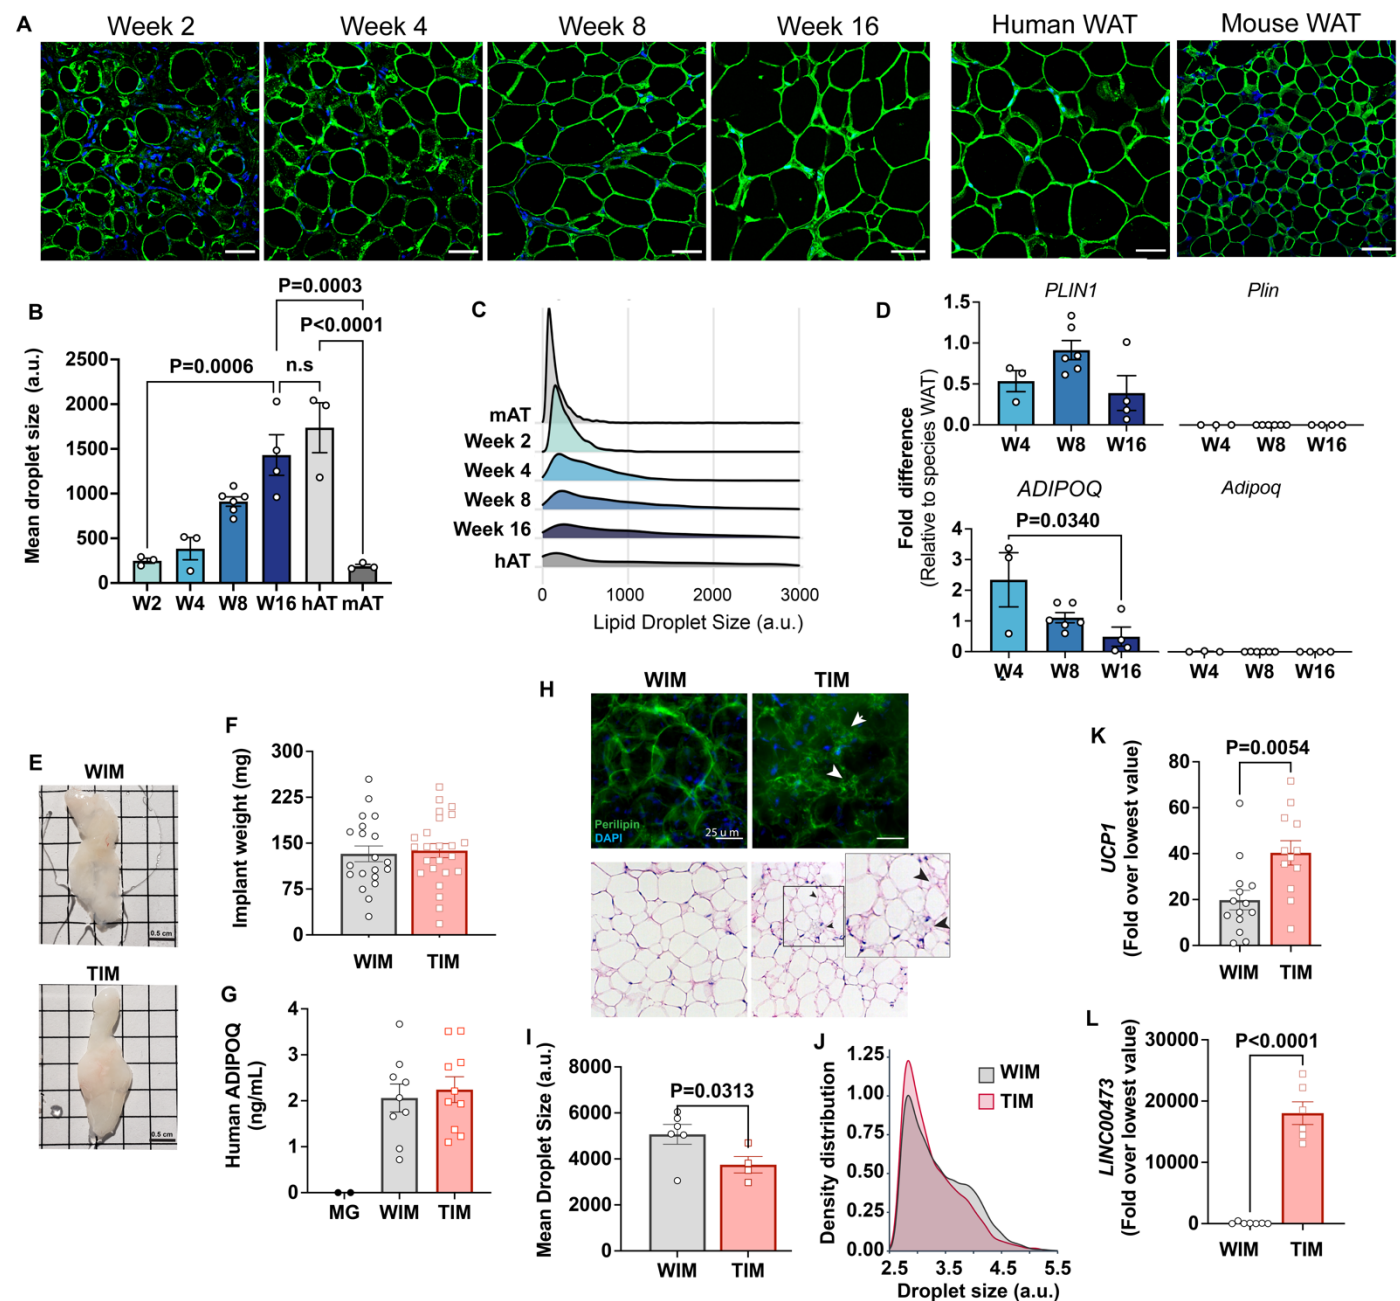 A
Week 2
Week 4
Week 8
Week 16
Human WAT
Mouse WAT
B
P=0.0003
P<0.0001
P=0.0006
n.s
Mean droplet size (a.u.)
2500
2000
1500
1000
500
0
W2
W4
W8
W16
hAT
mAT
C
mAT
Week 2
Week 4
Week 8
Week 16
hAT
0
1000
2000
3000
Lipid Droplet Size (a.u.)
D
PLIN1
Plin
Fold difference
(Relative to species WAT)
1.5
1.0
0.5
0.0
W4
W8
W16
W4
W8
W16
ADIPOQ
Adipoq
P=0.0340
4
3
2
1
0
W4
W8
W16
W4
W8
W16
E
WIM
0.5 cm
TIM
0.5 cm
F
Implant weight (mg)
300
225
150
75
0
WIM
TIM
G
Human ADIPOQ
(ng/mL)
4
3
2
1
0
MG
WIM
TIM
H
WIM
TIM
Perilipin
DAPI
25 u m
I
Mean Droplet Size (a.u.)
8000
6000
4000
2000
0
P=0.0313
WIM
TIM
J
Density distribution
1.25
1.00
0.75
0.50
0.25
0.00
WIM
TIM
2.5
3.5
4.5
5.5
Droplet size (a.u.)
K
UCP1
(Fold over lowest value)
80
60
40
20
0
P=0.0054
WIM
TIM
L
LINC00473
(Fold over lowest value)
30000
20000
10000
0
P<0.0001
WIM
TIM